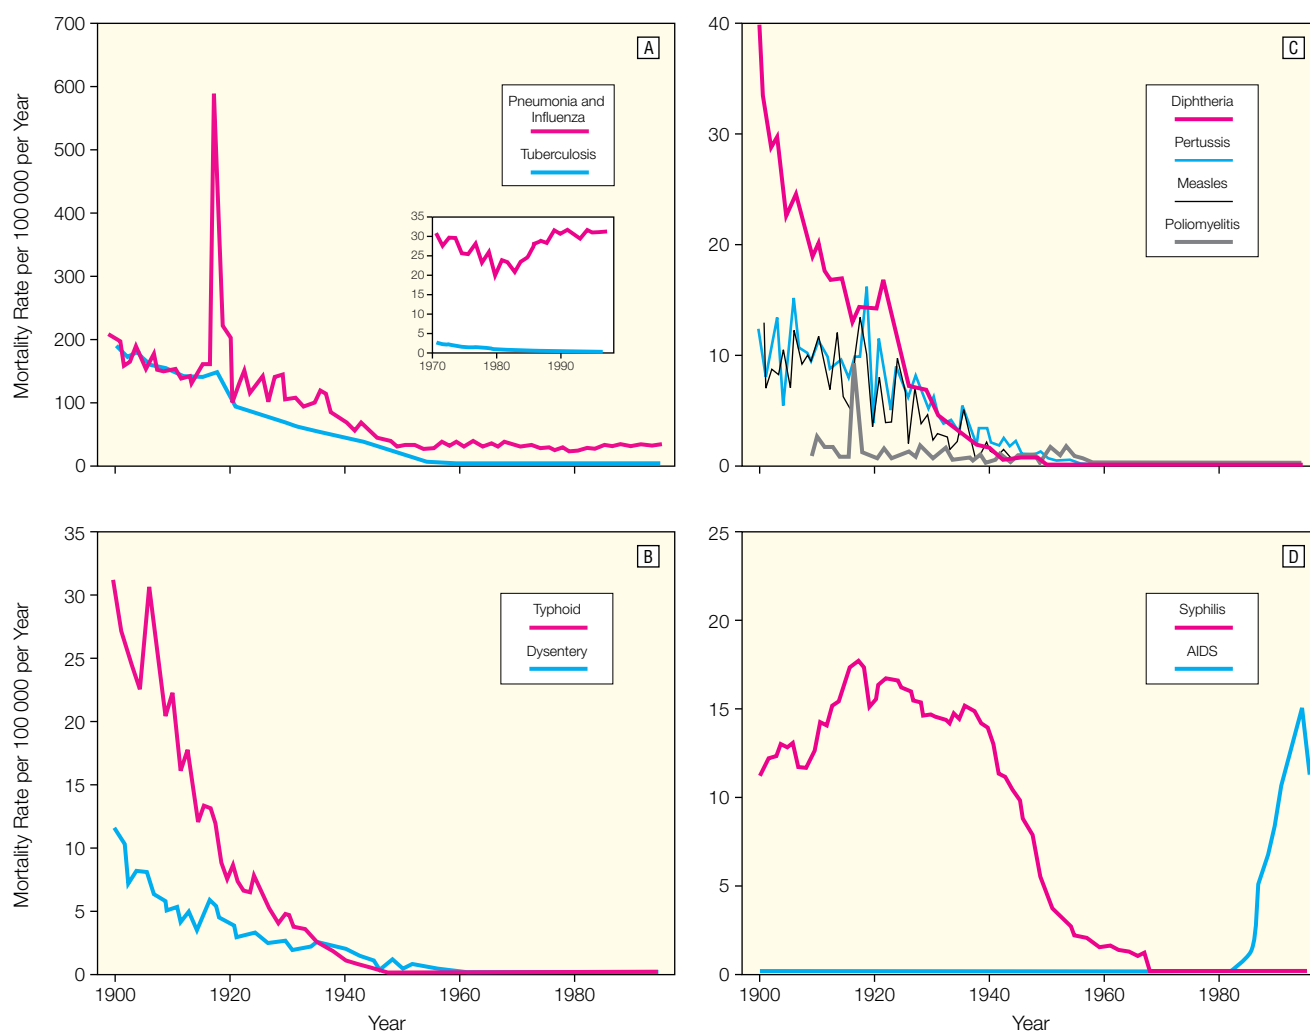 Mortality Rate per 100 000 per Year
700
600
500
400
300
200
100
0
A
Pneumonia and
Influenza
Tuberculosis
35
30
25
20
15
10
5
0
1970
1980
1990
Mortality Rate per 100 000 per Year
35
30
25
20
15
10
5
0
B
Typhoid
Dysentery
1900
1920
1940
1960
1980
Year
40
30
20
10
0
C
Diphtheria
Pertussis
Measles
Poliomyelitis
25
20
15
10
5
0
D
Syphilis
AIDS
1900
1920
1940
1960
1980
Year